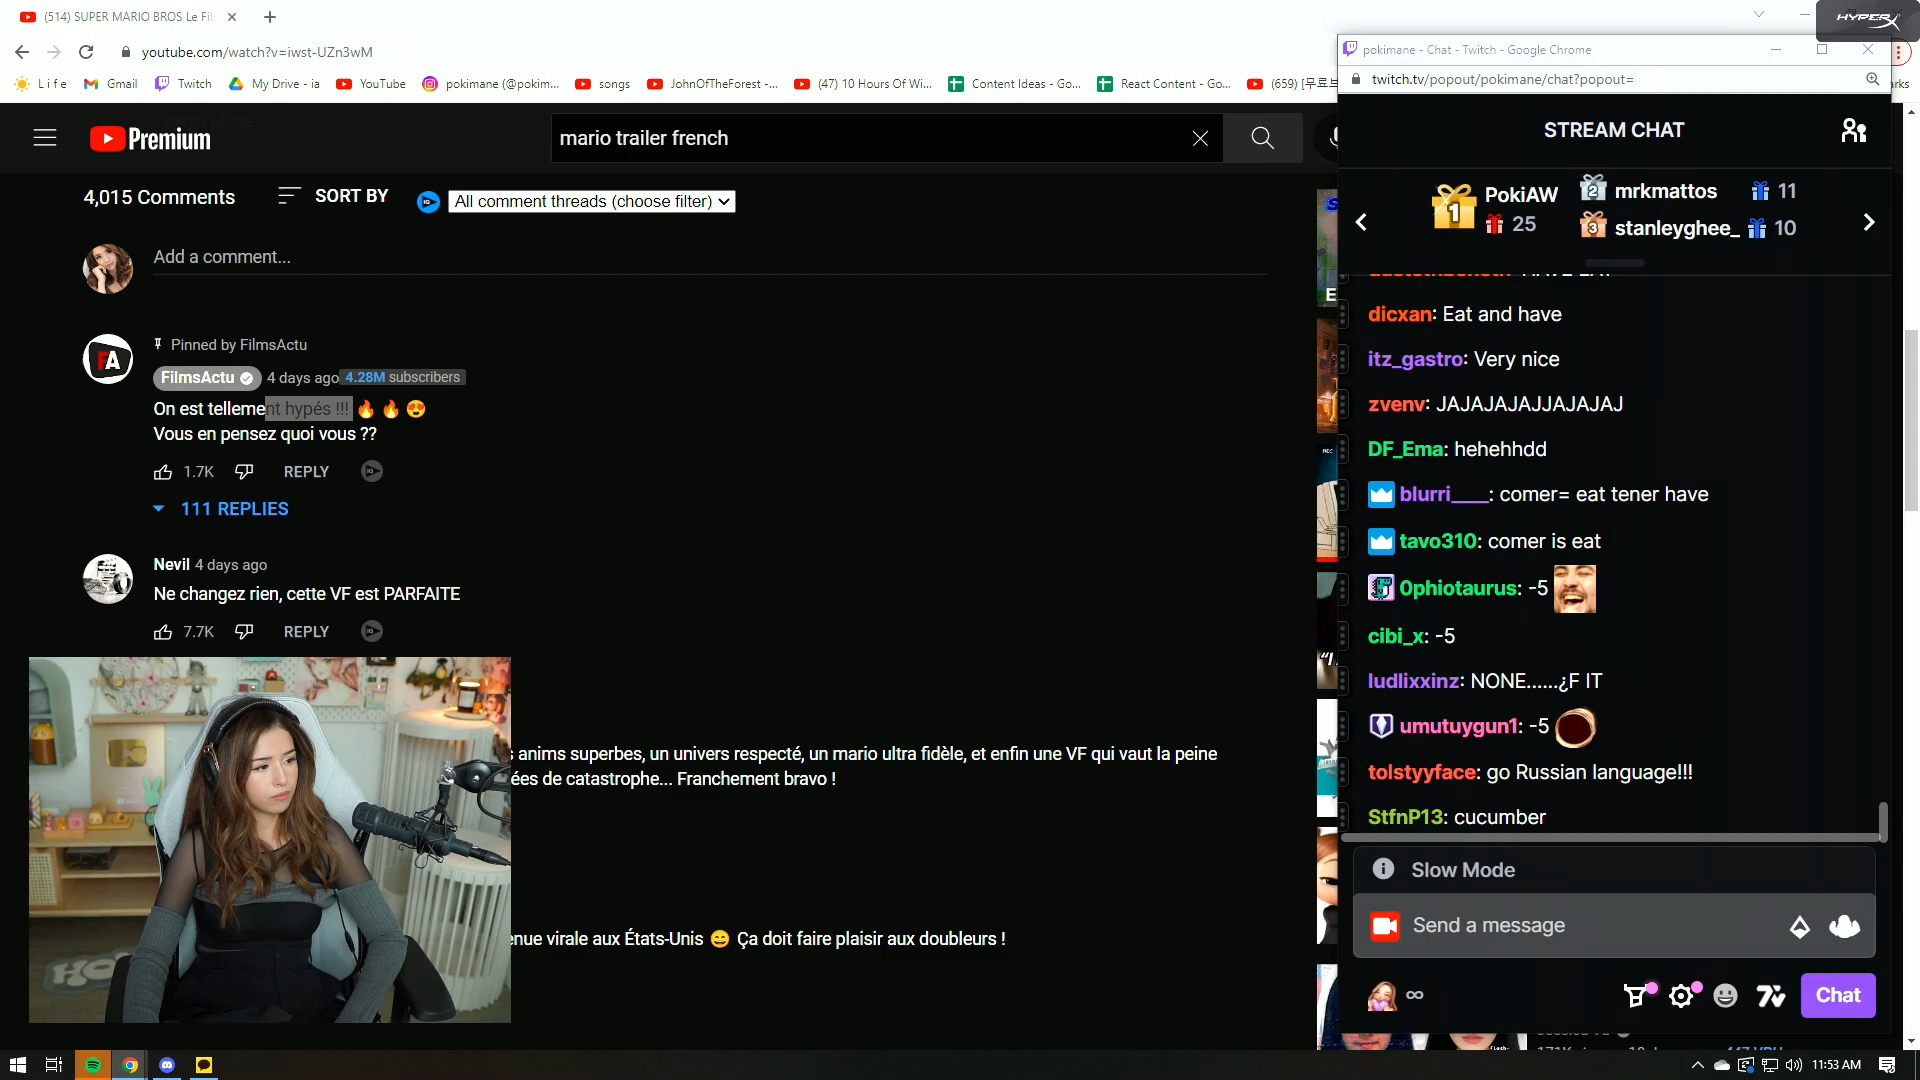 (514) SUPER MARIO BROS Le Fil
youtube.com/watch?v=iwst-UZn3wM
Life
Gmail
Twitch
My Drive - ia
YouTube
pokimane (@pokim...
songs
JohnOfTheForest -...
(47) 10 Hours Of Wi...
Content Ideas - Go...
React Content - Go...
(659) [무료브
HYPERX
Premium
mario trailer french
4,015 Comments
SORT BY
All comment threads (choose filter)
Add a comment...
Pinned by FilmsActu
FA
FilmsActu 4 days ago 4.28M subscribers
On est tellement hypés !!! 🔥 🔥 😍
Vous en pensez quoi vous ??
1.7K REPLY
111 REPLIES
Nevil 4 days ago
Ne changez rien, cette VF est PARFAITE
7.7K REPLY
anims superbes, un univers respecté, un mario ultra fidèle, et enfin une VF qui vaut la peine
ées de catastrophe... Franchement bravo !
enue virale aux États-Unis 😄 Ça doit faire plaisir aux doubleurs !
pokimane - Chat - Twitch - Google Chrome
twitch.tv/popout/pokimane/chat?popout=
STREAM CHAT
1 PokiAW 25
2 mrkmattos 11
3 stanleyghee_ 10
dicxan: Eat and have
itz_gastro: Very nice
zvenv: JAJAJAJAJJAJAJAJ
DF_Ema: hehehhdd
blurri____: comer= eat tener have
tavo310: comer is eat
0phiotaurus: -5
cibi_x: -5
ludlixxinz: NONE......¿F IT
umutuygun1: -5
tolstyyface: go Russian language!!!
StfnP13: cucumber
Slow Mode
Send a message
∞
Chat
11:53 AM